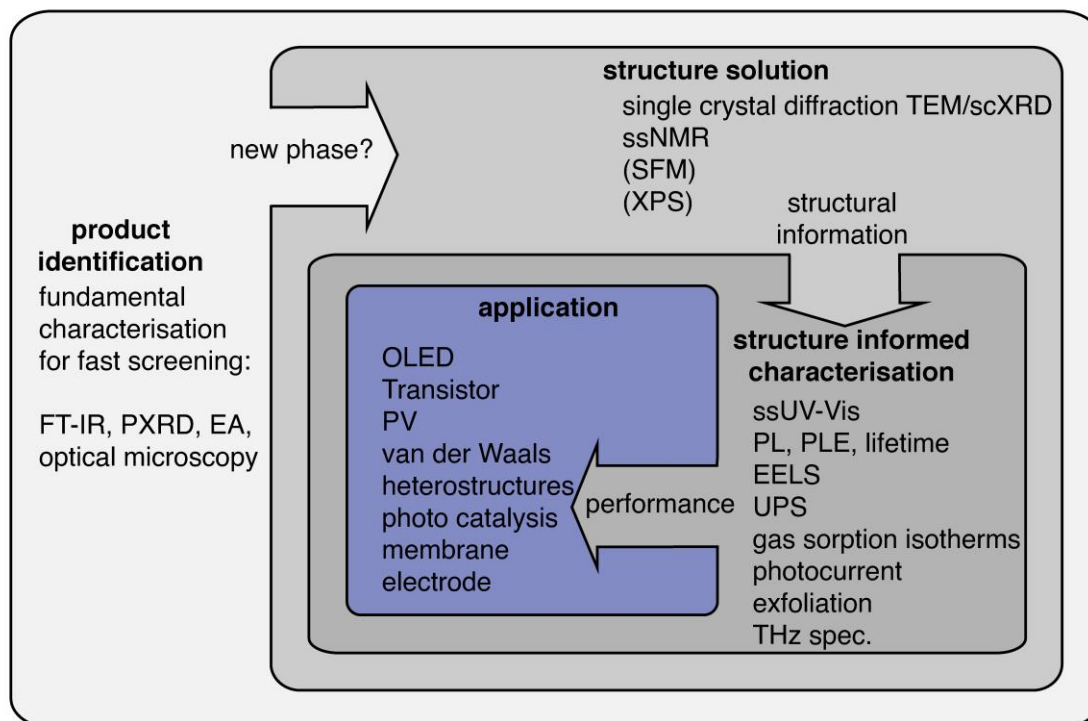 structure solution
single crystal diffraction TEM/scXRD
ssNMR
(SFM)
(XPS)
new phase?
structural
information
product
identification
fundamental
characterisation
for fast screening:
FT-IR, PXRD, EA,
optical microscopy
application
OLED
Transistor
PV
van der Waals
heterostructures
photo catalysis
membrane
electrode
performance
structure informed
characterisation
ssUV-Vis
PL, PLE, lifetime
EELS
UPS
gas sorption isotherms
photocurrent
exfoliation
THz spec.